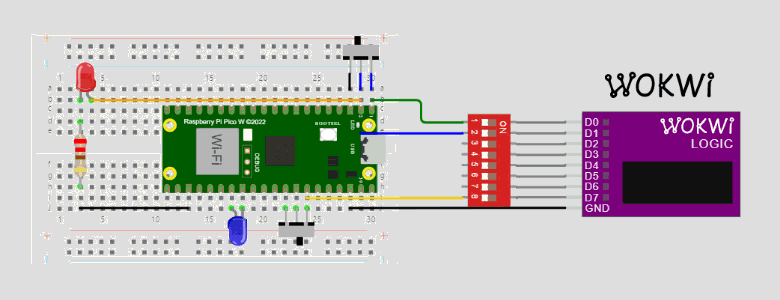 WOKWi
1 5 10 15 20 25 30
Raspberry Pi Pico W ©2022
BOOTSEL
LED
USB
Wi-Fi
DEBUG
ON
1
2
3
4
5
6
7
8
D0
D1
D2
D3
D4
D5
D6
D7
GND
WOKWi
LOGIC
1 5 10 15 20 25 30